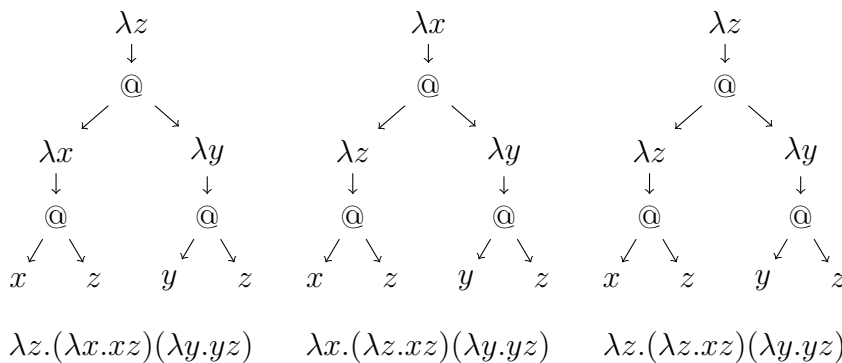 λz λx λz
@ @ @
λx λy λz λy λz λy
@ @ @ @ @ @
x z y z x z y z x z y z
λz.(λx.xz)(λy.yz) λx.(λz.xz)(λy.yz) λz.(λz.xz)(λy.yz)